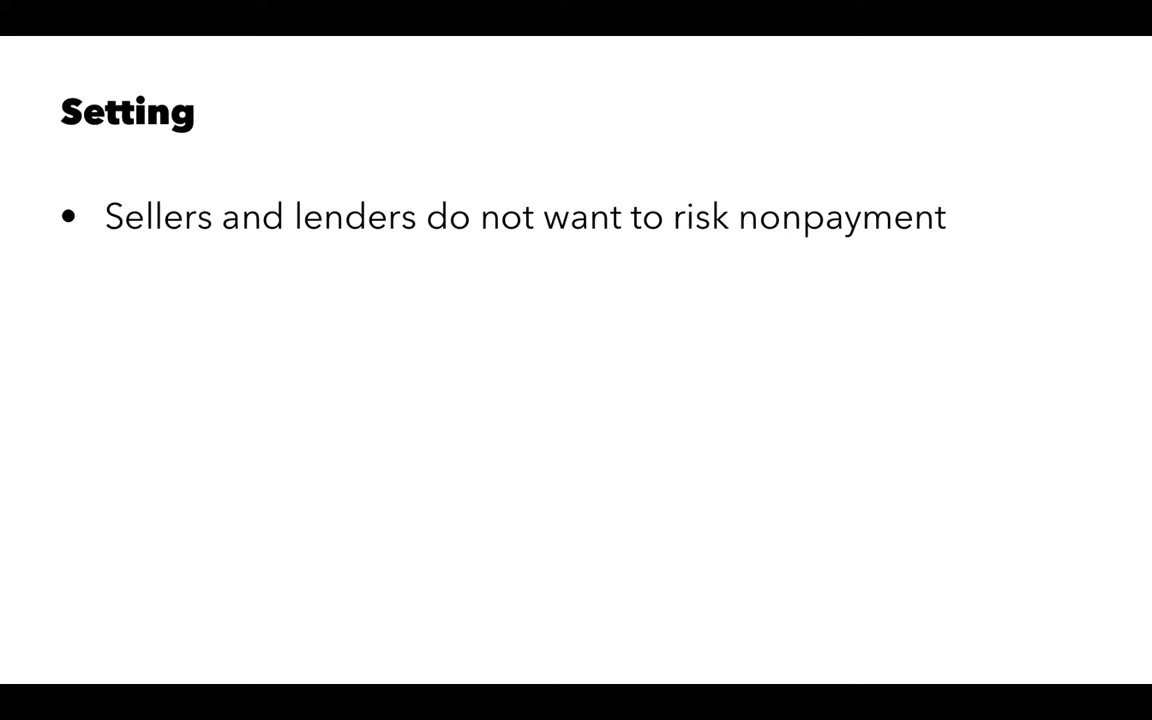 Setting
• Sellers and lenders do not want to risk nonpayment